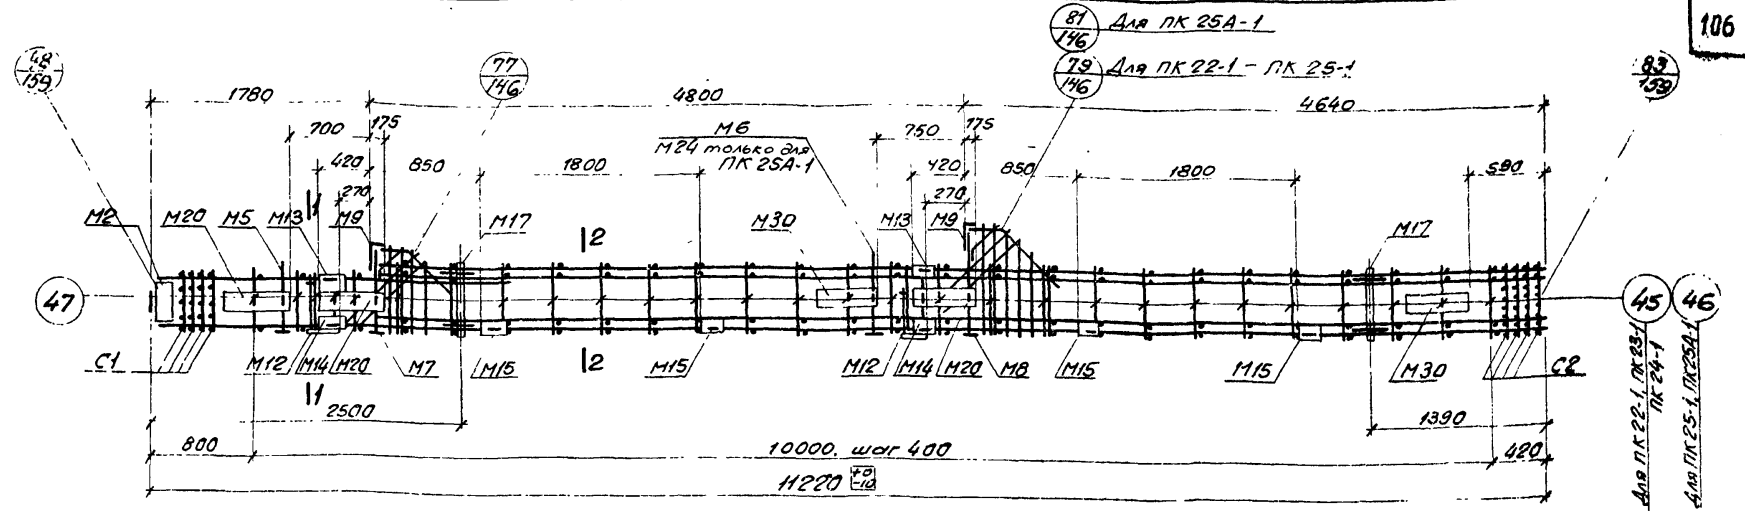 81
146
Для ПК 25А-1
106
48
159
77
146
79
146
Для ПК 22-1 - ПК 25-1
83
159
1780
4800
4640
700
175
М6
М24 только для
ПК 25А-1
750
175
420
850
1800
420
850
1800
590
270
270
М2
М20
М5
М13
1
М9
М17
2
М30
М13
М9
М17
47
45
46
С1
М12
М14
М20
М7
М15
2
М15
М12
М14
М20
М8
М15
М15
М30
С2
1
2500
1390
800
10000, шаг 400
420
11220 +0 -10
Для ПК 22-1, ПК 23-1
ПК 24-1
Для ПК 25-1, ПК25А-1